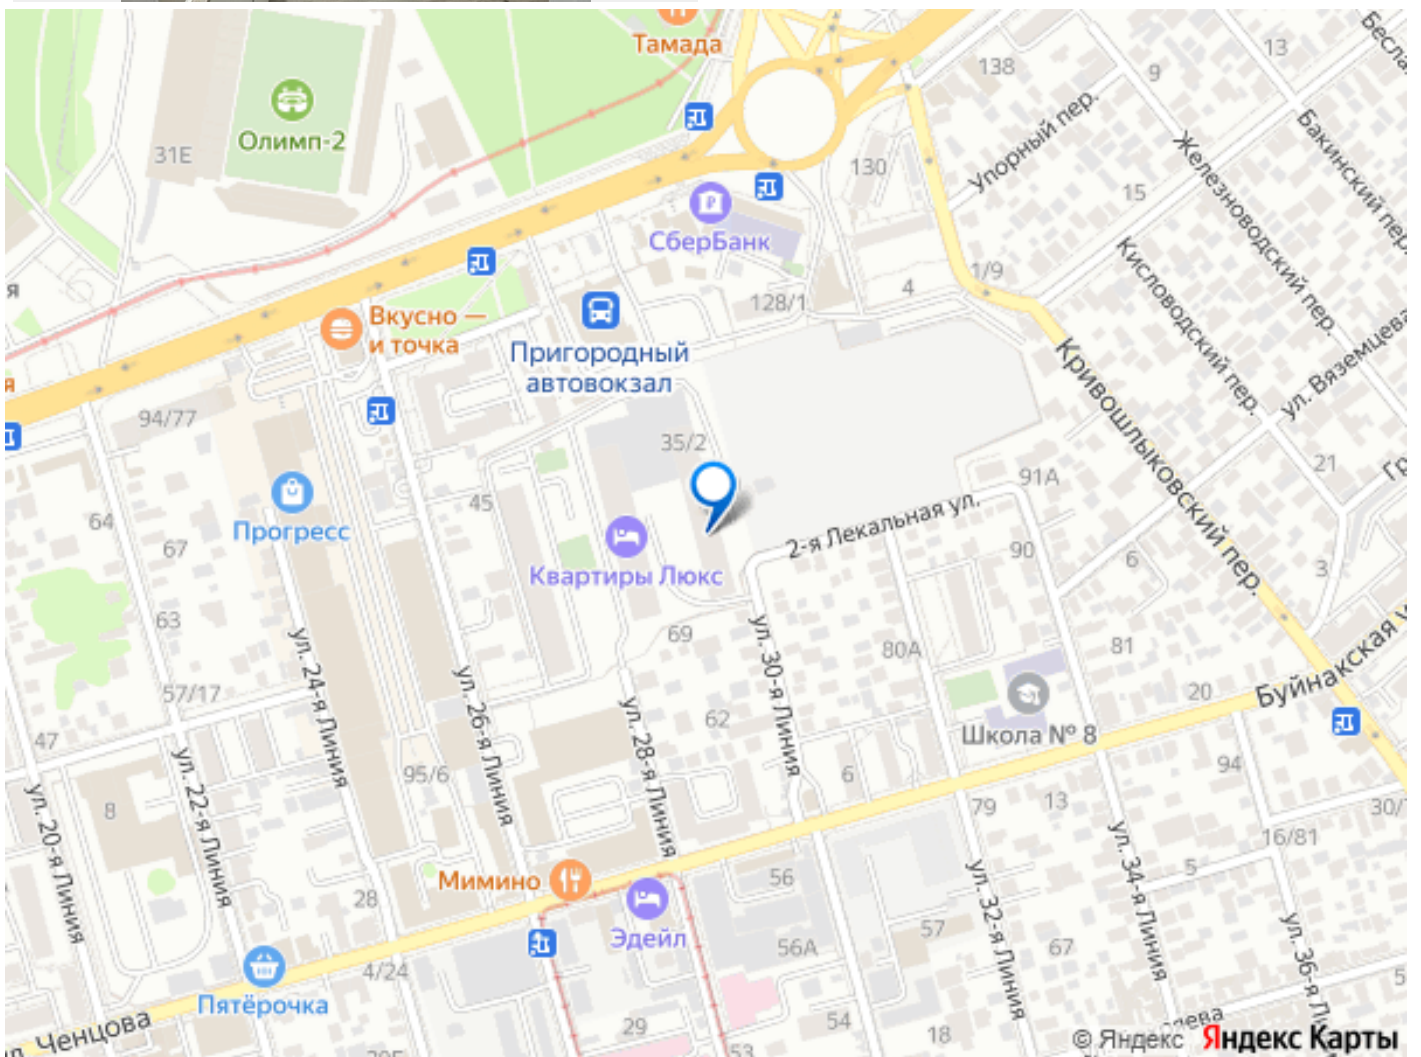 Тамада
138
13
9
Олимп-2
31Е
130
Упорный пер.
Бакинский пер.
15
Железноводский пер.
СберБанк
Кисловодский пер.
1/9
4
128/1
я
Вкусно —
и точка
Пригородный
автовокзал
я
Кривошлыковский пер.
ул. Вяземцева
94/77
35/2
21
91А
45
Прогресс
64
67
2-я Лекальная ул.
90
6
3
Квартиры Люкс
63
69
ул. 30-я Линия
80А
81
ул. 24-я Линия
57/17
ул. 26-я Линия
ул. 28-я Линия
62
Школа № 8
20
Буйнакская у
47
95/6
6
94
ул. 20-я Линия
ул. 22-я Линия
8
79
13
30/
16/81
5
Мимино
28
56
ул. 32-я Линия
ул. 34-я Линия
ул. 36-я Ли
Эдейл
57
67
56А
4/24
Пятёрочка
5
Ченцова
29
54
18
53
© Яндекс
Яндекс Карты